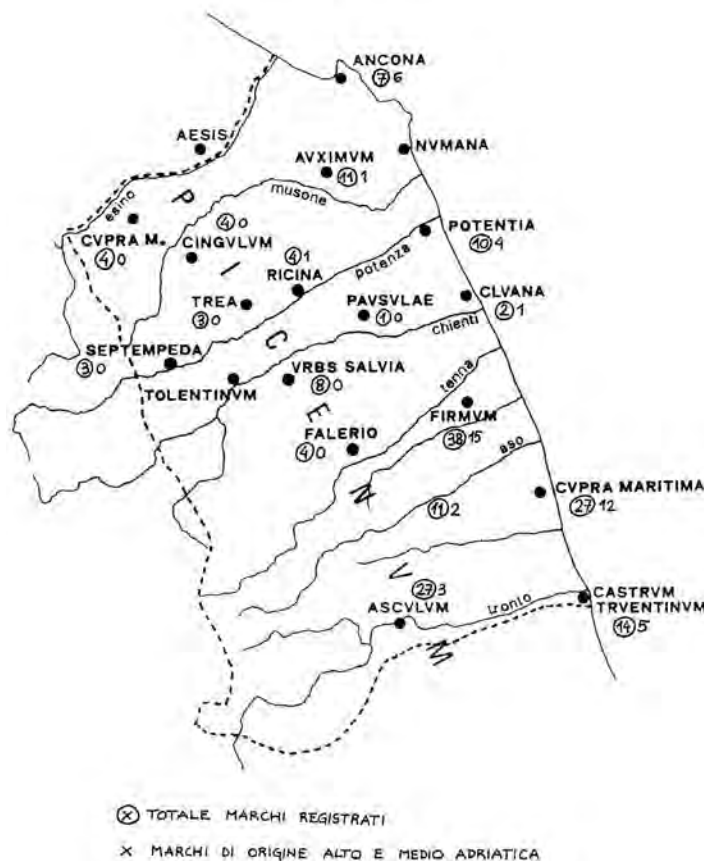 ANCONA
⑦6
AESIS
NVMANA
AVXIMVM
⑪1
musone
esino
P I C E N V M
CVPRA M.
④0
④0
CINGVLVM
④1
RICINA
potenza
POTENTIA
⑩4
TREA
③0
PAVSVLAE
①0
CLVANA
②1
chienti
SEPTEMPEDA
③0
TOLENTINVM
VRBS SALVIA
⑧0
tenna
FIRMVM
㊳15
FALERIO
④0
aso
CVPRA MARITIMA
㉗12
⑪2
㉗3
ASCVLVM
tronto
CASTRVM
TRVENTINVM
⑭5
ⓧ TOTALE MARCHI REGISTRATI
x MARCHI DI ORIGINE ALTO E MEDIO ADRIATICA